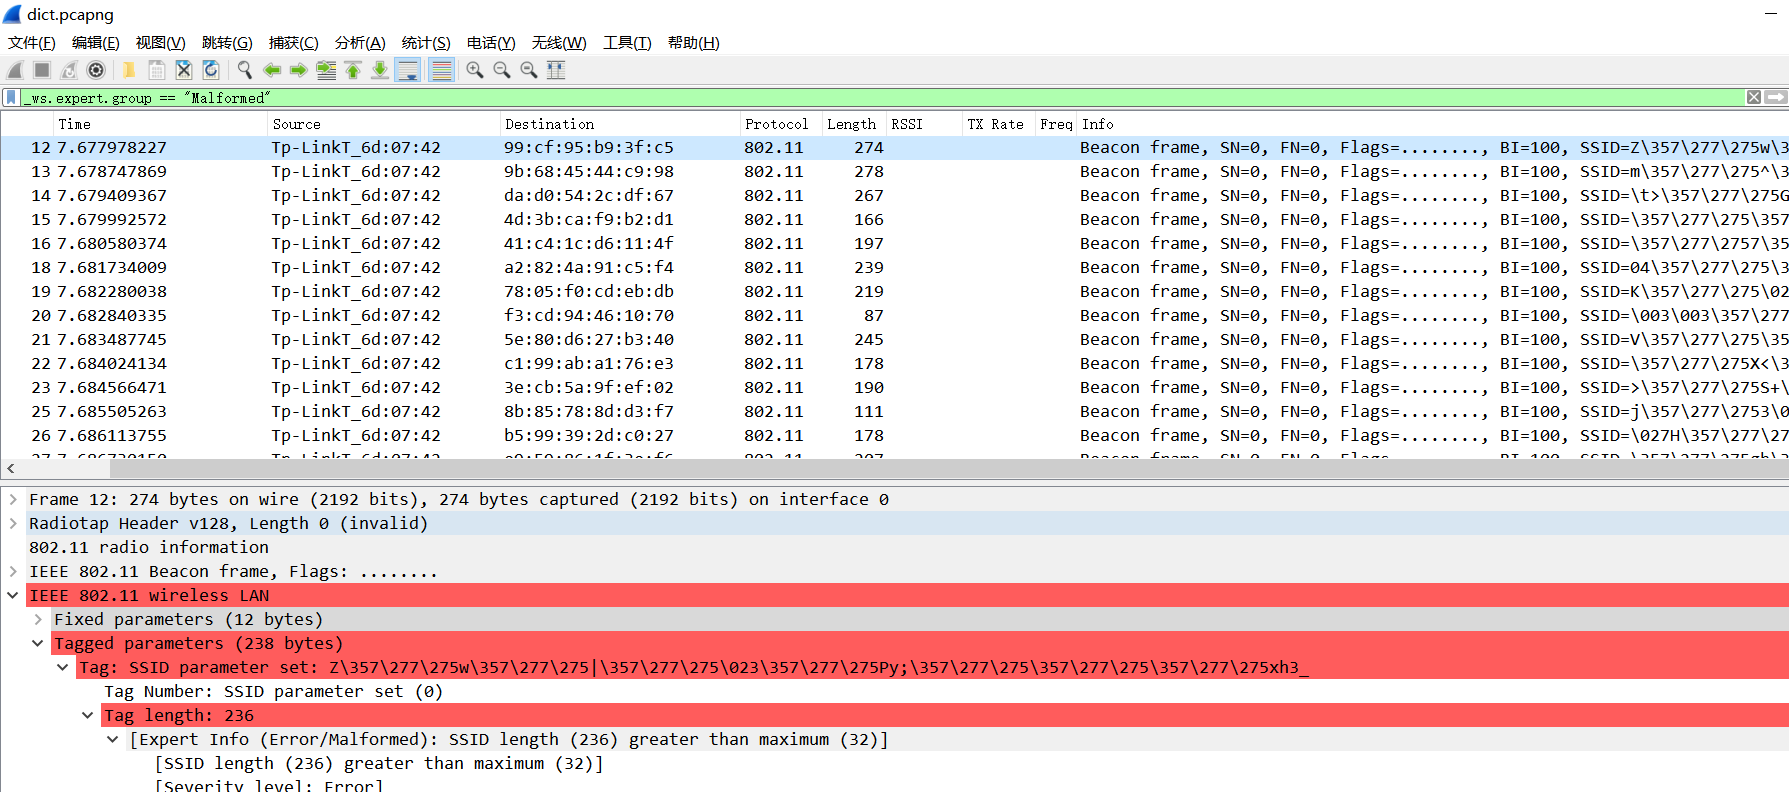 dict.pcapng
文件(F) 编辑(E) 视图(V) 跳转(G) 捕获(C) 分析(A) 统计(S) 电话(Y) 无线(W) 工具(T) 帮助(H)
_ws.expert.group == "Malformed"
Time Source Destination Protocol Length RSSI TX Rate Freq Info
12 7.677978227 Tp-LinkT_6d:07:42 99:cf:95:b9:3f:c5 802.11 274 Beacon frame, SN=0, FN=0, Flags=........, BI=100, SSID=Z\357\277\275w\3
13 7.678747869 Tp-LinkT_6d:07:42 9b:68:45:44:c9:98 802.11 278 Beacon frame, SN=0, FN=0, Flags=........, BI=100, SSID=m\357\277\275^\3
14 7.679409367 Tp-LinkT_6d:07:42 da:d0:54:2c:df:67 802.11 267 Beacon frame, SN=0, FN=0, Flags=........, BI=100, SSID=\t>\357\277\275G
15 7.679992572 Tp-LinkT_6d:07:42 4d:3b:ca:f9:b2:d1 802.11 166 Beacon frame, SN=0, FN=0, Flags=........, BI=100, SSID=\357\277\275\357
16 7.680580374 Tp-LinkT_6d:07:42 41:c4:1c:d6:11:4f 802.11 197 Beacon frame, SN=0, FN=0, Flags=........, BI=100, SSID=\357\277\2757\35
18 7.681734009 Tp-LinkT_6d:07:42 a2:82:4a:91:c5:f4 802.11 239 Beacon frame, SN=0, FN=0, Flags=........, BI=100, SSID=04\357\277\275\3
19 7.682280038 Tp-LinkT_6d:07:42 78:05:f0:cd:eb:db 802.11 219 Beacon frame, SN=0, FN=0, Flags=........, BI=100, SSID=K\357\277\275\02
20 7.682840335 Tp-LinkT_6d:07:42 f3:cd:94:46:10:70 802.11 87 Beacon frame, SN=0, FN=0, Flags=........, BI=100, SSID=\003\003\357\277
21 7.683487745 Tp-LinkT_6d:07:42 5e:80:d6:27:b3:40 802.11 245 Beacon frame, SN=0, FN=0, Flags=........, BI=100, SSID=V\357\277\275\35
22 7.684024134 Tp-LinkT_6d:07:42 c1:99:ab:a1:76:e3 802.11 178 Beacon frame, SN=0, FN=0, Flags=........, BI=100, SSID=\357\277\275X<\3
23 7.684566471 Tp-LinkT_6d:07:42 3e:cb:5a:9f:ef:02 802.11 190 Beacon frame, SN=0, FN=0, Flags=........, BI=100, SSID=>\357\277\275S+\
25 7.685505263 Tp-LinkT_6d:07:42 8b:85:78:8d:d3:f7 802.11 111 Beacon frame, SN=0, FN=0, Flags=........, BI=100, SSID=j\357\277\2753\0
26 7.686113755 Tp-LinkT_6d:07:42 b5:99:39:2d:c0:27 802.11 178 Beacon frame, SN=0, FN=0, Flags=........, BI=100, SSID=\027H\357\277\27
Frame 12: 274 bytes on wire (2192 bits), 274 bytes captured (2192 bits) on interface 0
Radiotap Header v128, Length 0 (invalid)
802.11 radio information
IEEE 802.11 Beacon frame, Flags: ........
IEEE 802.11 wireless LAN
Fixed parameters (12 bytes)
Tagged parameters (238 bytes)
Tag: SSID parameter set: Z\357\277\275w\357\277\275|\357\277\275\023\357\277\275Py;\357\277\275\357\277\275\357\277\275xh3_
Tag Number: SSID parameter set (0)
Tag length: 236
[Expert Info (Error/Malformed): SSID length (236) greater than maximum (32)]
[SSID length (236) greater than maximum (32)]
[Severity level: Error]